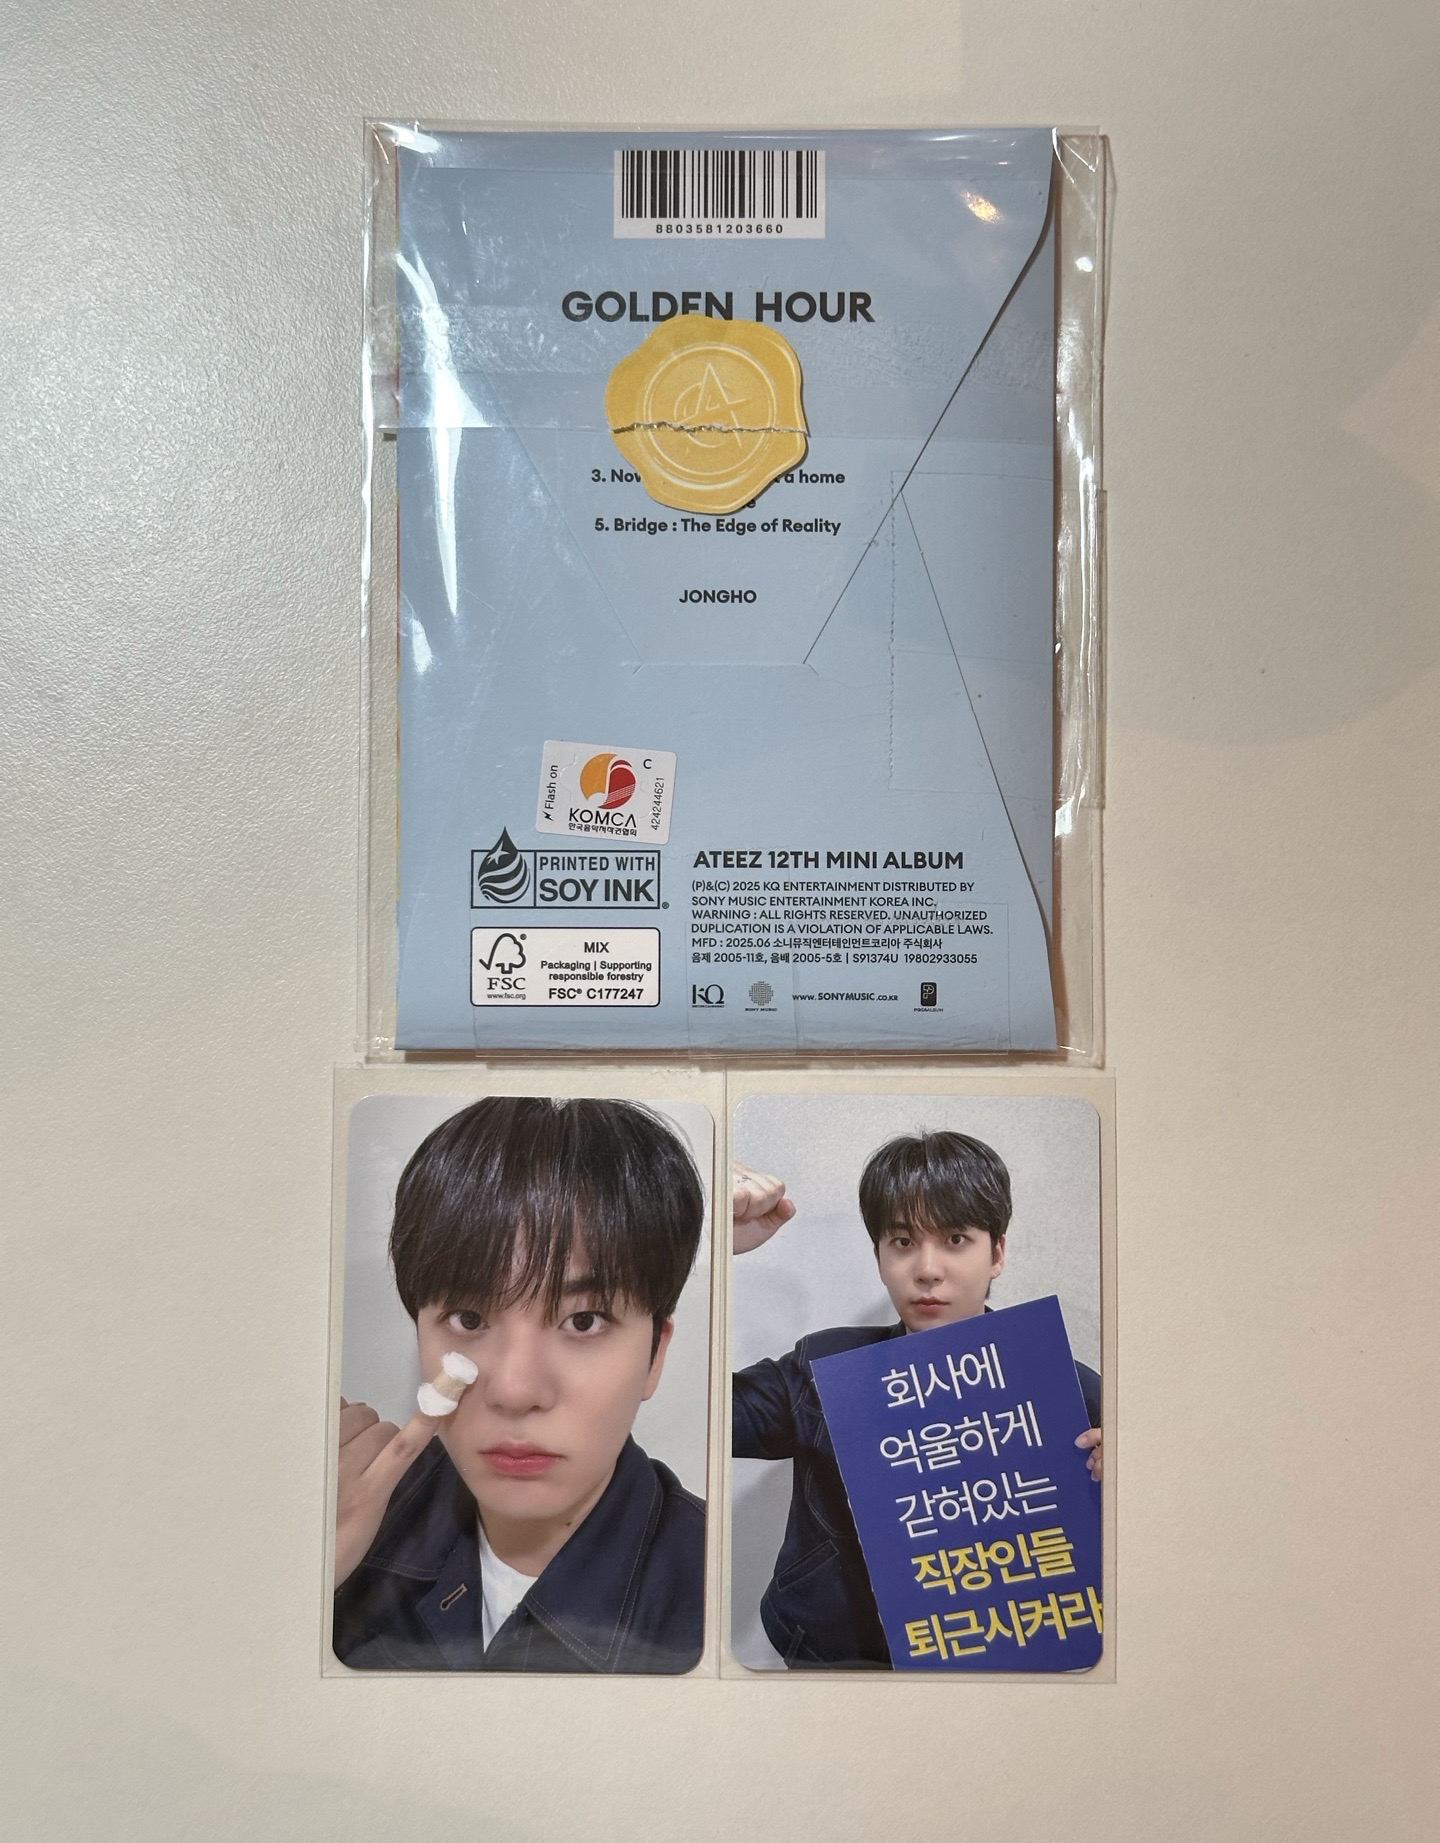 8803581203660
GOLDEN HOUR
3. Now a home
5. Bridge : The Edge of Reality
JONGHO
Flash on
C
KOMCA
한국음악저작권협회
424244621
PRINTED WITH
SOY INK®
FSC®
www.fsc.org
MIX
Packaging | Supporting
responsible forestry
FSC® C177247
ATEEZ 12TH MINI ALBUM
(P)&(C) 2025 KQ ENTERTAINMENT DISTRIBUTED BY
SONY MUSIC ENTERTAINMENT KOREA INC.
WARNING : ALL RIGHTS RESERVED. UNAUTHORIZED
DUPLICATION IS A VIOLATION OF APPLICABLE LAWS.
MFD : 2025.06 소니뮤직엔터테인먼트코리아 주식회사
음제 2005-11호, 음배 2005-5호 | S91374U 19802933055
KQ
SONY MUSIC
www.SONYMUSIC.co.KR
회사에
억울하게
갇혀있는
직장인들
퇴근시켜라